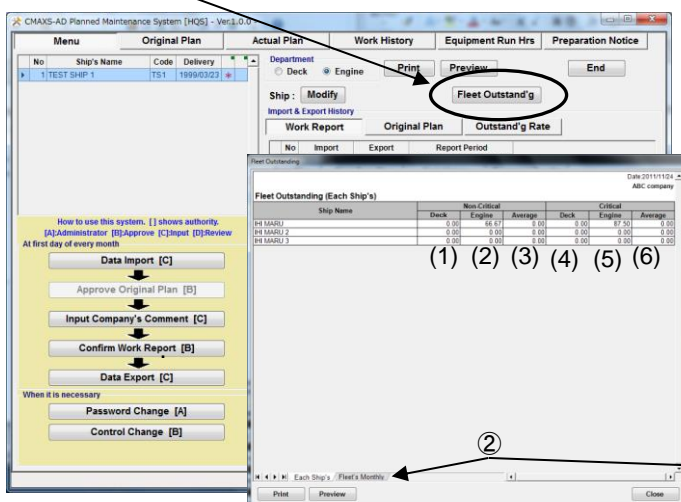 CMAXS-AD Planned Maintenance System [HQS] - Ver.1.0.0
Menu Original Plan Actual Plan Work History Equipment Run Hrs Preparation Notice
No Ship's Name Code Delivery
1 TEST SHIP 1 TS1 1999/03/23
Department
Deck Engine Print Preview End
Ship : Modify Fleet Outstand'g
Import & Export History
Work Report Original Plan Outstand'g Rate
No Import Export Report Period
How to use this system. [ ] shows authority.
[A]:Administrator [B]:Approve [C]:Input [D]:Review
At first day of every month
Data Import [C]
Approve Original Plan [B]
Input Company's Comment [C]
Confirm Work Report [B]
Data Export [C]
When it is necessary
Password Change [A]
Control Change [B]
Fleet Outstanding
Date:2011/11/24
ABC company
Fleet Outstanding (Each Ship's)
Ship Name Non-Critical Critical
Deck Engine Average Deck Engine Average
IHI MARU 0.00 66.67 0.00 0.00 87.50 0.00
IHI MARU 2 0.00 0.00 0.00 0.00 0.00 0.00
IHI MARU 3 0.00 0.00 0.00 0.00 0.00 0.00
(1) (2) (3) (4) (5) (6)
②
Each Ship's Fleet's Monthly
Print Preview Close